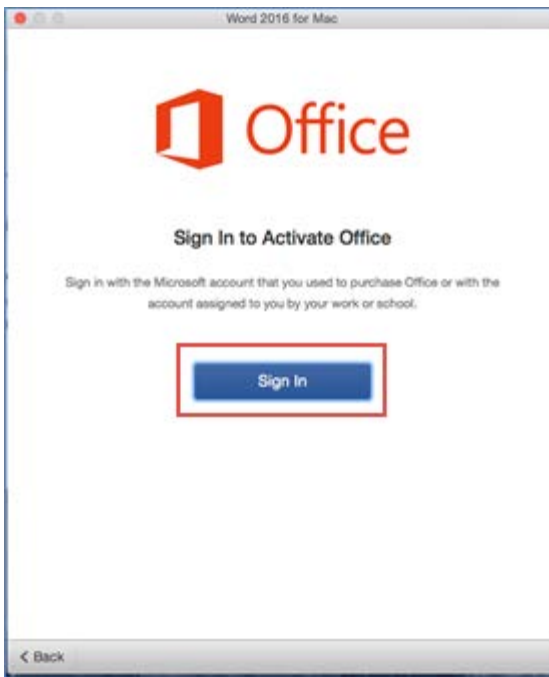 Word 2016 for Mac
Office
Sign In to Activate Office
Sign in with the Microsoft account that you used to purchase Office or with the
account assigned to you by your work or school.
Sign In
< Back